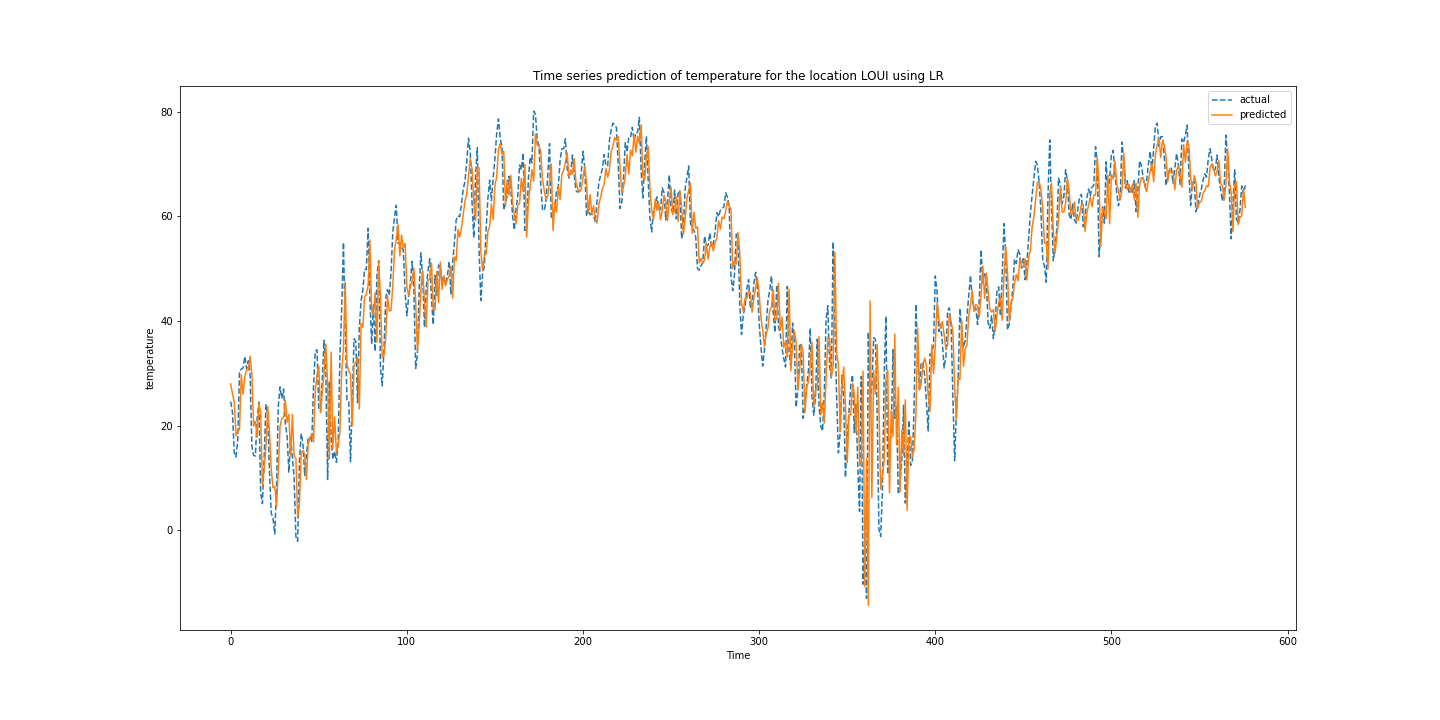 Time series prediction of temperature for the location LOUI using LR
actual
predicted
80
60
40
20
0
temperature
0 100 200 300 400 500 600
Time